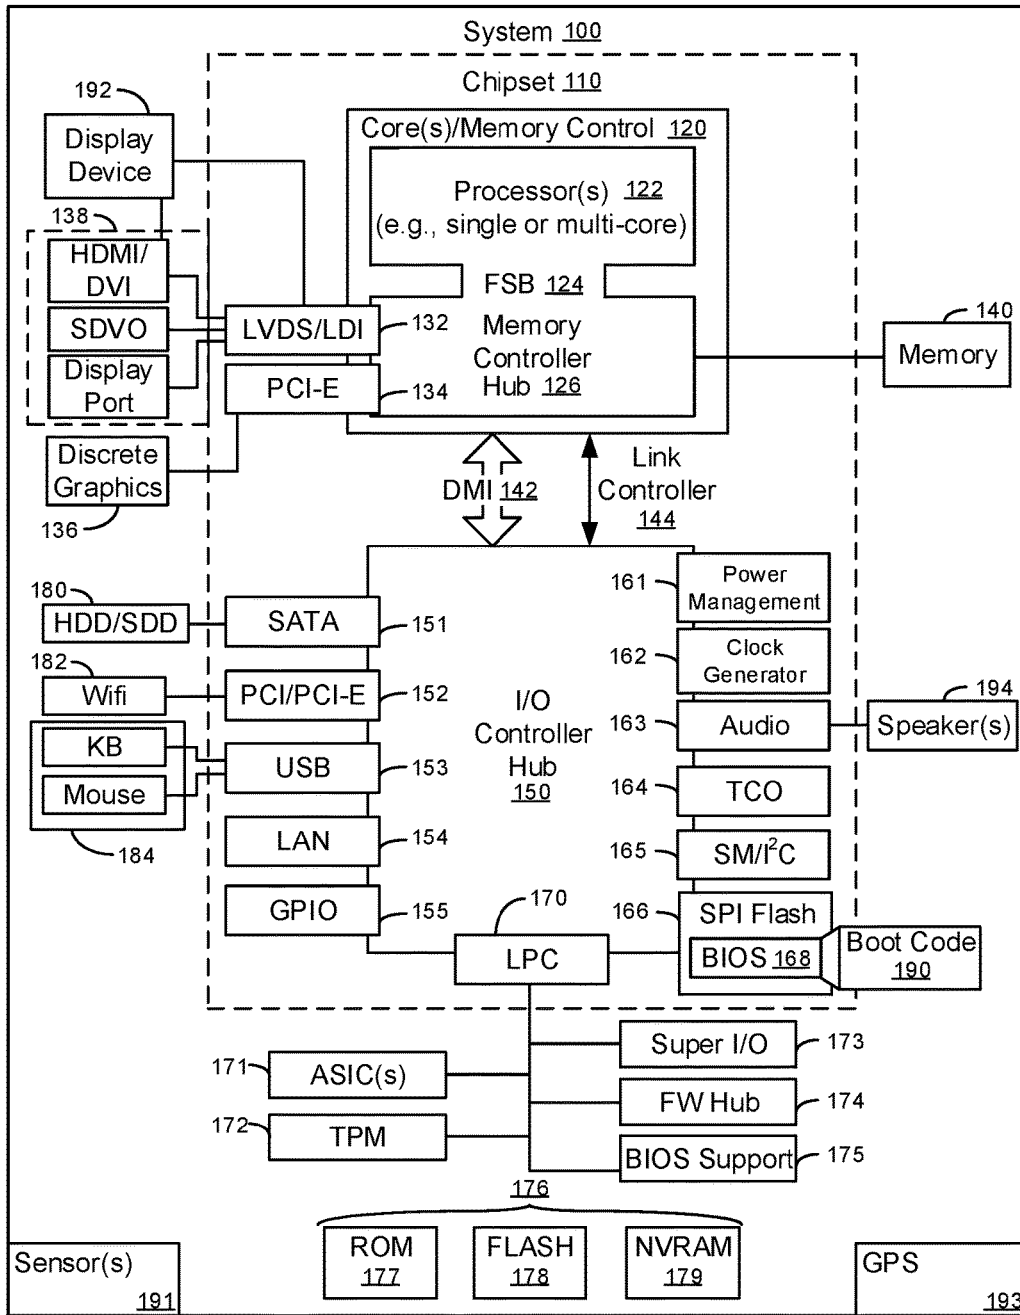 System 100
Chipset 110
192
Display
Device
Core(s)/Memory Control 120
Processor(s) 122
(e.g., single or multi-core)
138
HDMI/
DVI
SDVO
Display
Port
FSB 124
LVDS/LDI 132
PCI-E 134
Memory
Controller
Hub 126
140
Memory
Discrete
Graphics
136
DMI 142
Link
Controller
144
180
HDD/SDD
SATA 151
182
Wifi
PCI/PCI-E 152
KB
Mouse
184
USB 153
LAN 154
GPIO 155
I/O
Controller
Hub
150
161 Power
Management
162 Clock
Generator
163 Audio
194
Speaker(s)
164 TCO
165 SM/I²C
166 SPI Flash
BIOS 168
Boot Code
190
170
LPC
171 ASIC(s)
172 TPM
Super I/O 173
FW Hub 174
BIOS Support 175
176
ROM
177
FLASH
178
NVRAM
179
Sensor(s)
191
GPS
193